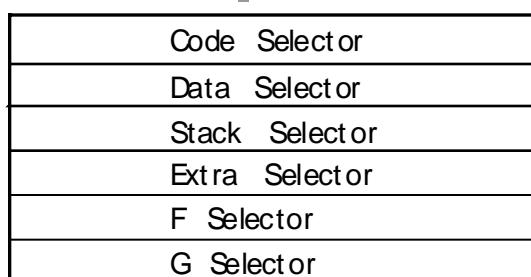 Code Selector
Data Selector
Stack Selector
Extra Selector
F Selector
G Selector